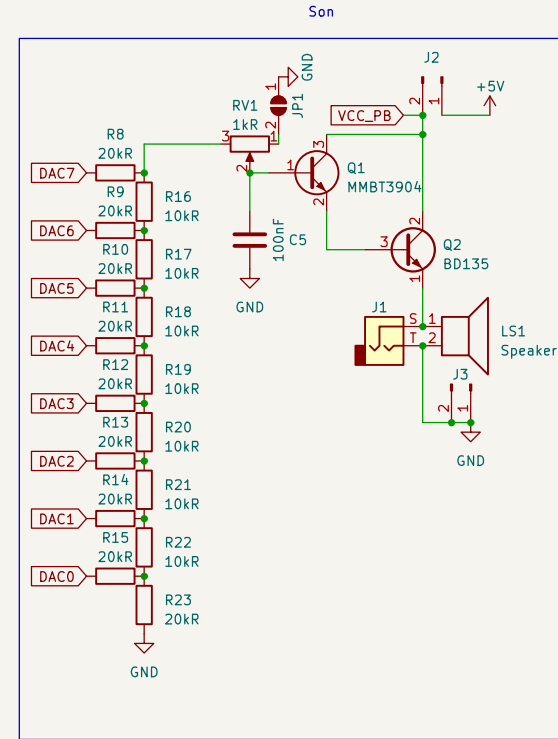 Son
J2
+5V
2
1
VCC_PB
GND
1
JP1
2
RV1
1kR
3
1
2
Q1
MMBT3904
3
1
2
100nF
C5
GND
Q2
BD135
2
3
1
J1
S
T
1
2
LS1
Speaker
J3
2
1
GND
R8
20kR
DAC7
R9
20kR
R16
10kR
DAC6
R10
20kR
R17
10kR
DAC5
R11
20kR
R18
10kR
DAC4
R12
20kR
R19
10kR
DAC3
R13
20kR
R20
10kR
DAC2
R14
20kR
R21
10kR
DAC1
R15
20kR
R22
10kR
DAC0
R23
20kR
GND